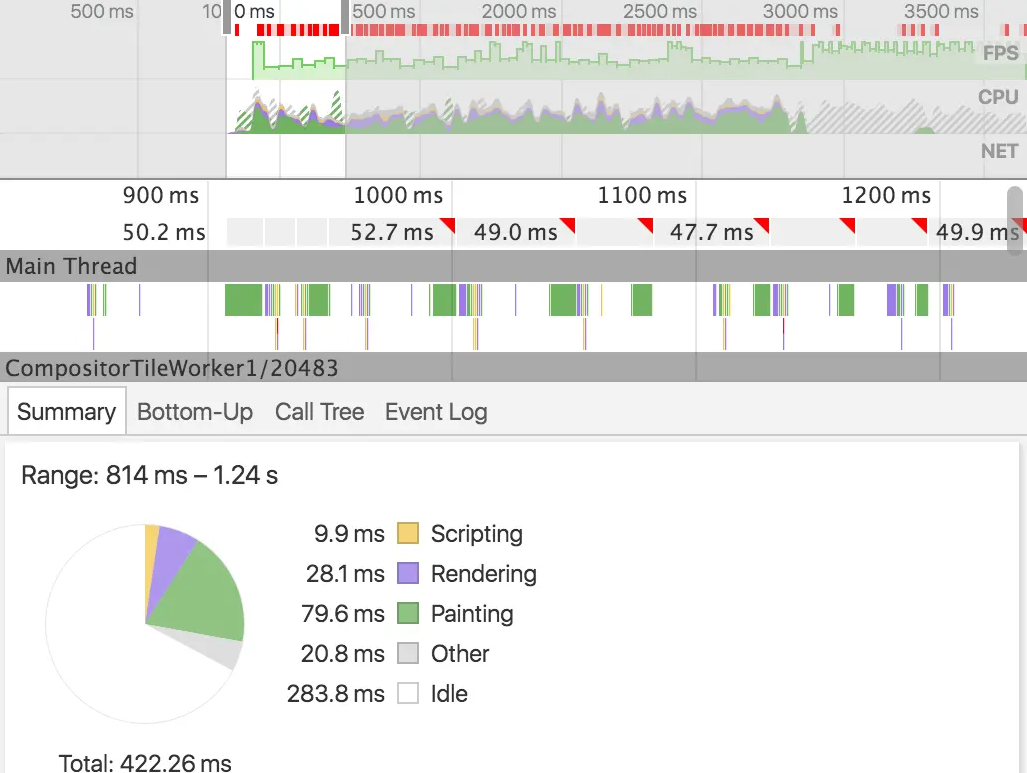 500 ms 10 0 ms 500 ms 2000 ms 2500 ms 3000 ms 3500 ms
FPS
CPU
NET
900 ms 1000 ms 1100 ms 1200 ms
50.2 ms 52.7 ms 49.0 ms 47.7 ms 49.9 ms
Main Thread
CompositorTileWorker1/20483
Summary Bottom-Up Call Tree Event Log
Range: 814 ms – 1.24 s
9.9 ms Scripting
28.1 ms Rendering
79.6 ms Painting
20.8 ms Other
283.8 ms Idle
Total: 422.26 ms